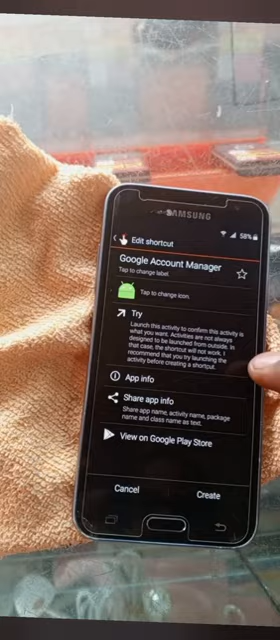 SAMSUNG
58%
Edit shortcut
Google Account Manager
Tap to change label
Tap to change icon.
Try
Launch this activity to confirm this activity is
what you want. Activities are not always
designed to be launched from outside. In
that case, the shortcut will not work. I
recommend that you try launching the
activity before creating a shortput.
App info
Share app info
Share app name, activity name, package
name and class name as text.
View on Google Play Store
Cancel
Create